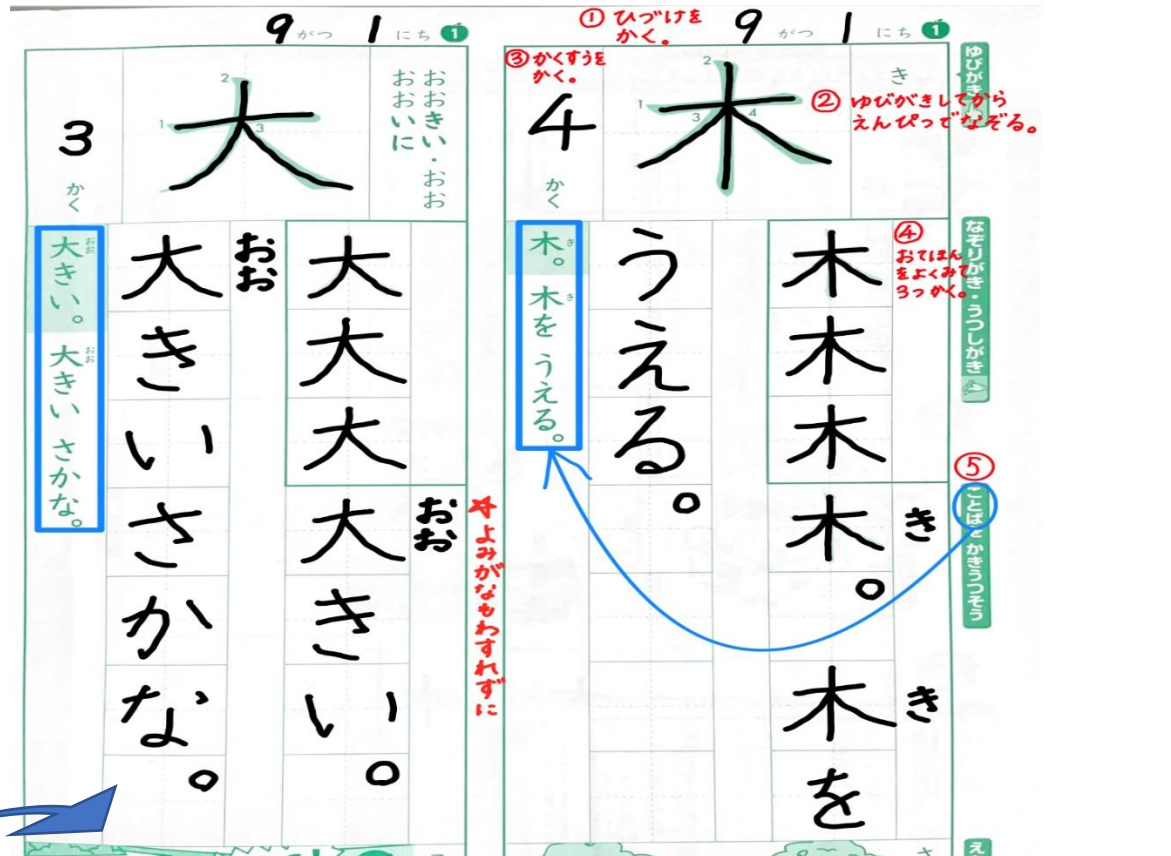 ゆびがき
なぞりがき・うつしがき
ことばを かきうつそう
え
9がつ 1にち 1
①ひづけを
かく。
き
2
1
3
4
木
②ゆびがきしてから
えんぴつでなぞる。
③かくすうを
かく。
4
かく
④
おてほん
をよくみて
3つかく。
⑤
木木木木。木を
き
き
うえる。
木。木を うえる。
き
き
☆よみがなもわすれずに
9がつ 1にち 1
おおきい・おお
おおいに
2
1
3
大
3
かく
大大大大きい。
おお
大きいさかな。
おお
大きい。大きい さかな。
おお
おお